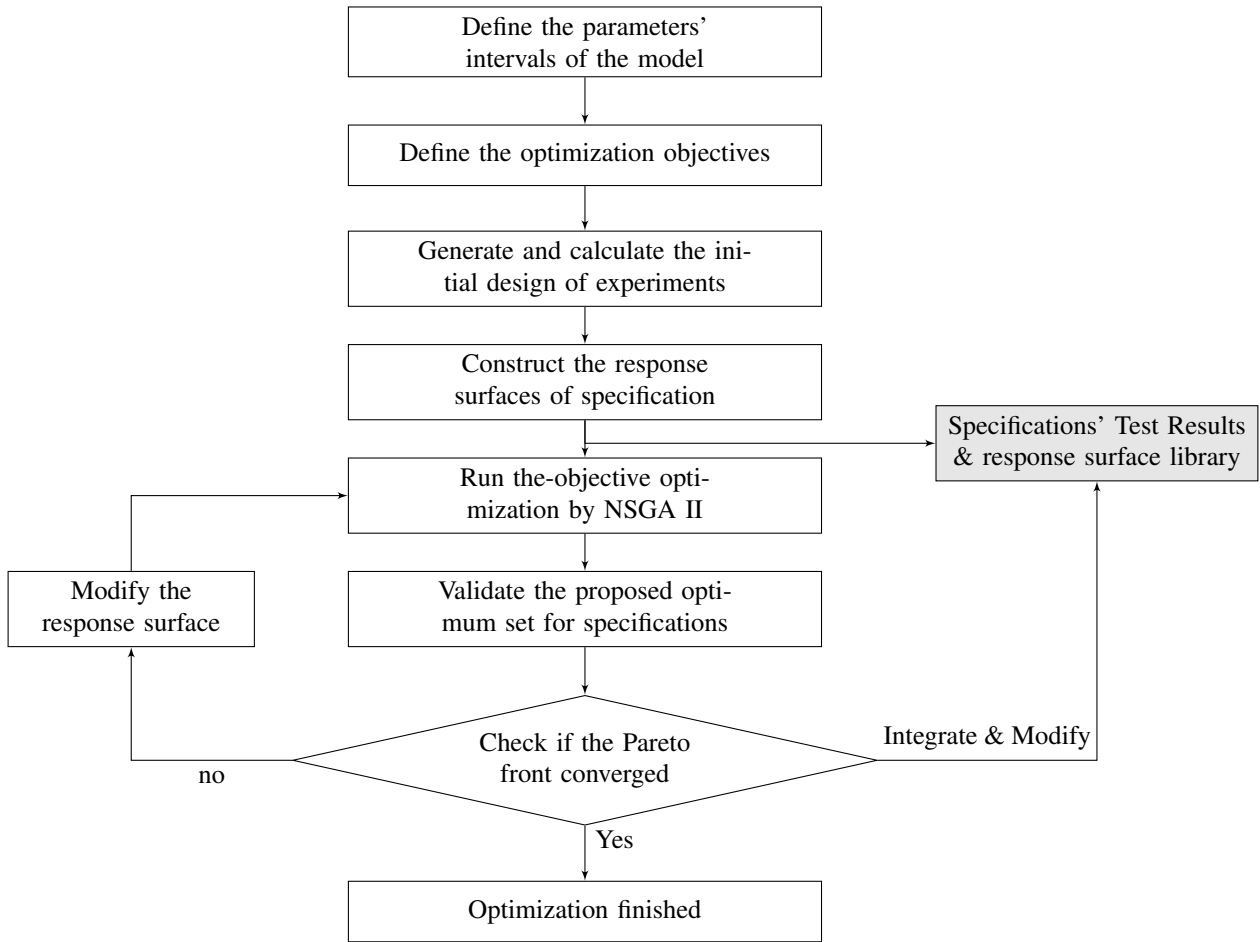 Define the parameters'
intervals of the model
Define the optimization objectives
Generate and calculate the ini-
tial design of experiments
Construct the response
surfaces of specification
Specifications' Test Results
& response surface library
Run the-objective opti-
mization by NSGA II
Modify the
response surface
Validate the proposed opti-
mum set for specifications
Check if the Pareto
front converged
Integrate & Modify
no
Yes
Optimization finished